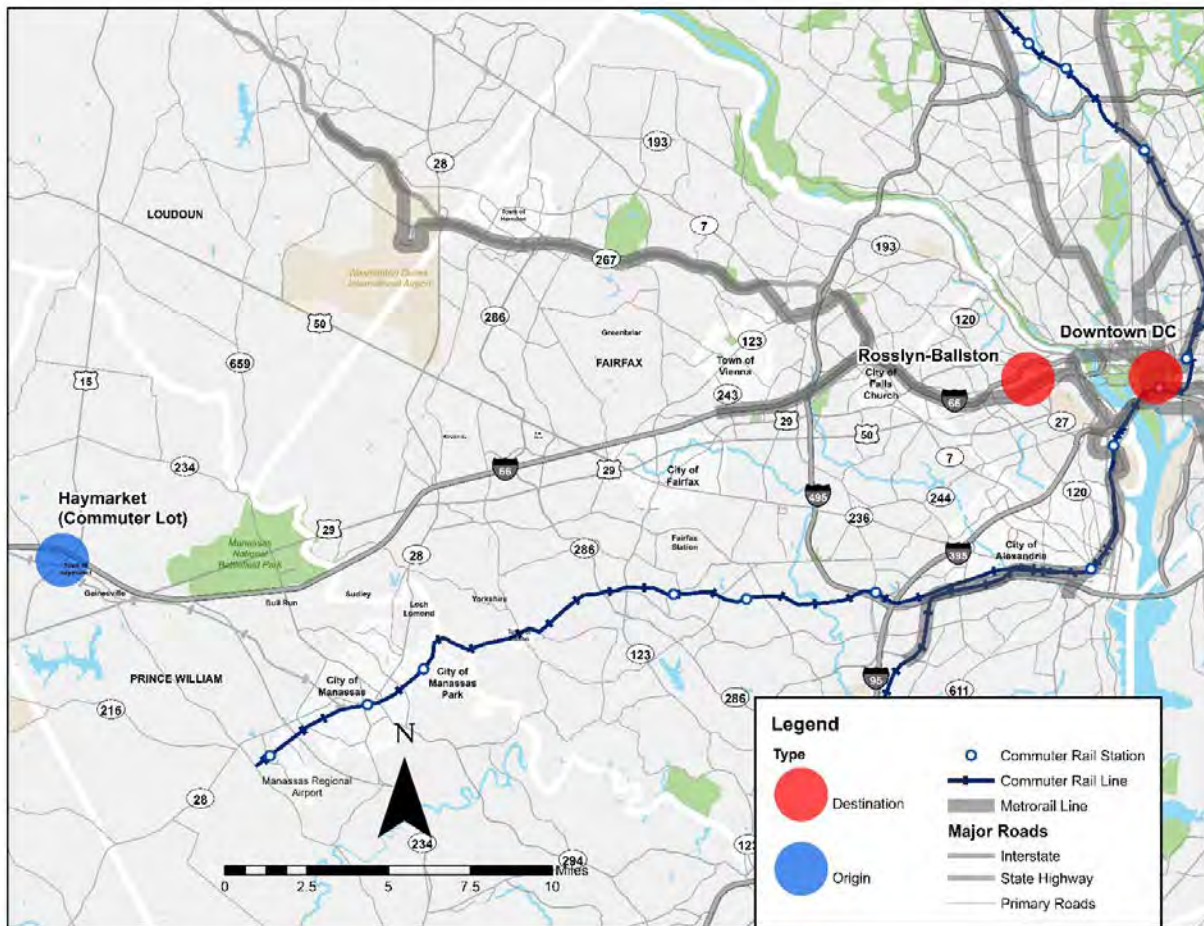 193
28
LOUDOUN
Town of
Herndon
7
193
267
(Washington) Dulles
International Airport
50
286
120
Greenbriar
Downtown DC
659
123
FAIRFAX
Town of
Vienna
Rosslyn-Ballston
15
City of
Falls
Church
243
66
29
27
50
234
66
29
City of
Fairfax
7
Haymarket
(Commuter Lot)
29
495
244
120
236
Manassas
National
Battlefield Park
28
286
Fairfax
Station
395
City of
Alexandria
Town of
Haymarket
Gainesville
Bull Run
Sudley
Loch
Lomond
Yorkshire
123
PRINCE WILLIAM
City of
Manassas
City of
Manassas
Park
95
611
286
216
N
Manassas Regional
Airport
28
234
294
123
0 2.5 5 7.5 10
Miles
Legend
Type
Destination
Origin
Commuter Rail Station
Commuter Rail Line
Metrorail Line
Major Roads
Interstate
State Highway
Primary Roads